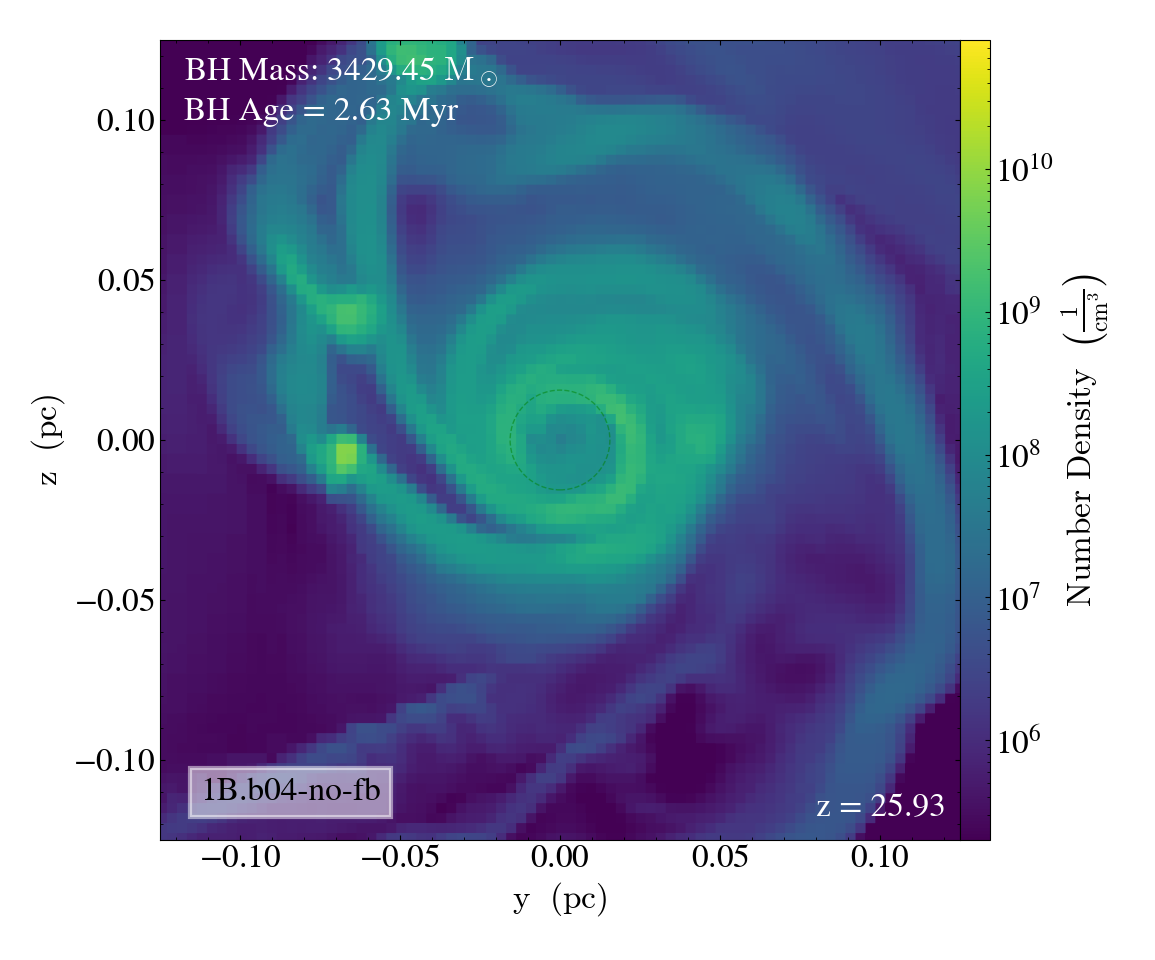 BH Mass: 3429.45 M⊙
BH Age = 2.63 Myr
0.10
0.05
0.00
−0.05
−0.10
z (pc)
1B.b04-no-fb
z = 25.93
−0.10 −0.05 0.00 0.05 0.10
y (pc)
10^10
10^9
10^8
10^7
10^6
Number Density (1/cm^3)